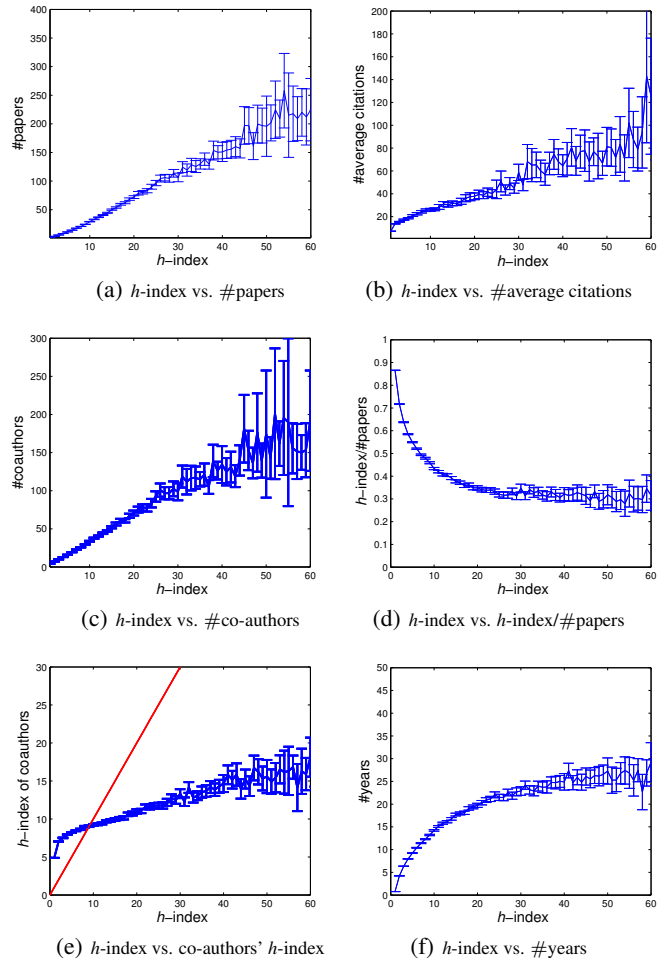 400
350
300
250
200
150
100
50
10 20 30 40 50 60
#papers
h−index
(a) h-index vs. #papers
200
180
160
140
120
100
80
60
40
20
0 10 20 30 40 50 60
#average citations
h−index
(b) h-index vs. #average citations
300
250
200
150
100
50
0
10 20 30 40 50 60
#coauthors
h−index
(c) h-index vs. #co-authors
1
0.9
0.8
0.7
0.6
0.5
0.4
0.3
0.2
0.1
0
0 10 20 30 40 50 60
h−index/#papers
h−index
(d) h-index vs. h-index/#papers
30
25
20
15
10
5
0
0 10 20 30 40 50 60
h−index of coauthors
h−index
(e) h-index vs. co-authors' h-index
50
45
40
35
30
25
20
15
10
5
0
0 10 20 30 40 50 60
#years
h−index
(f) h-index vs. #years